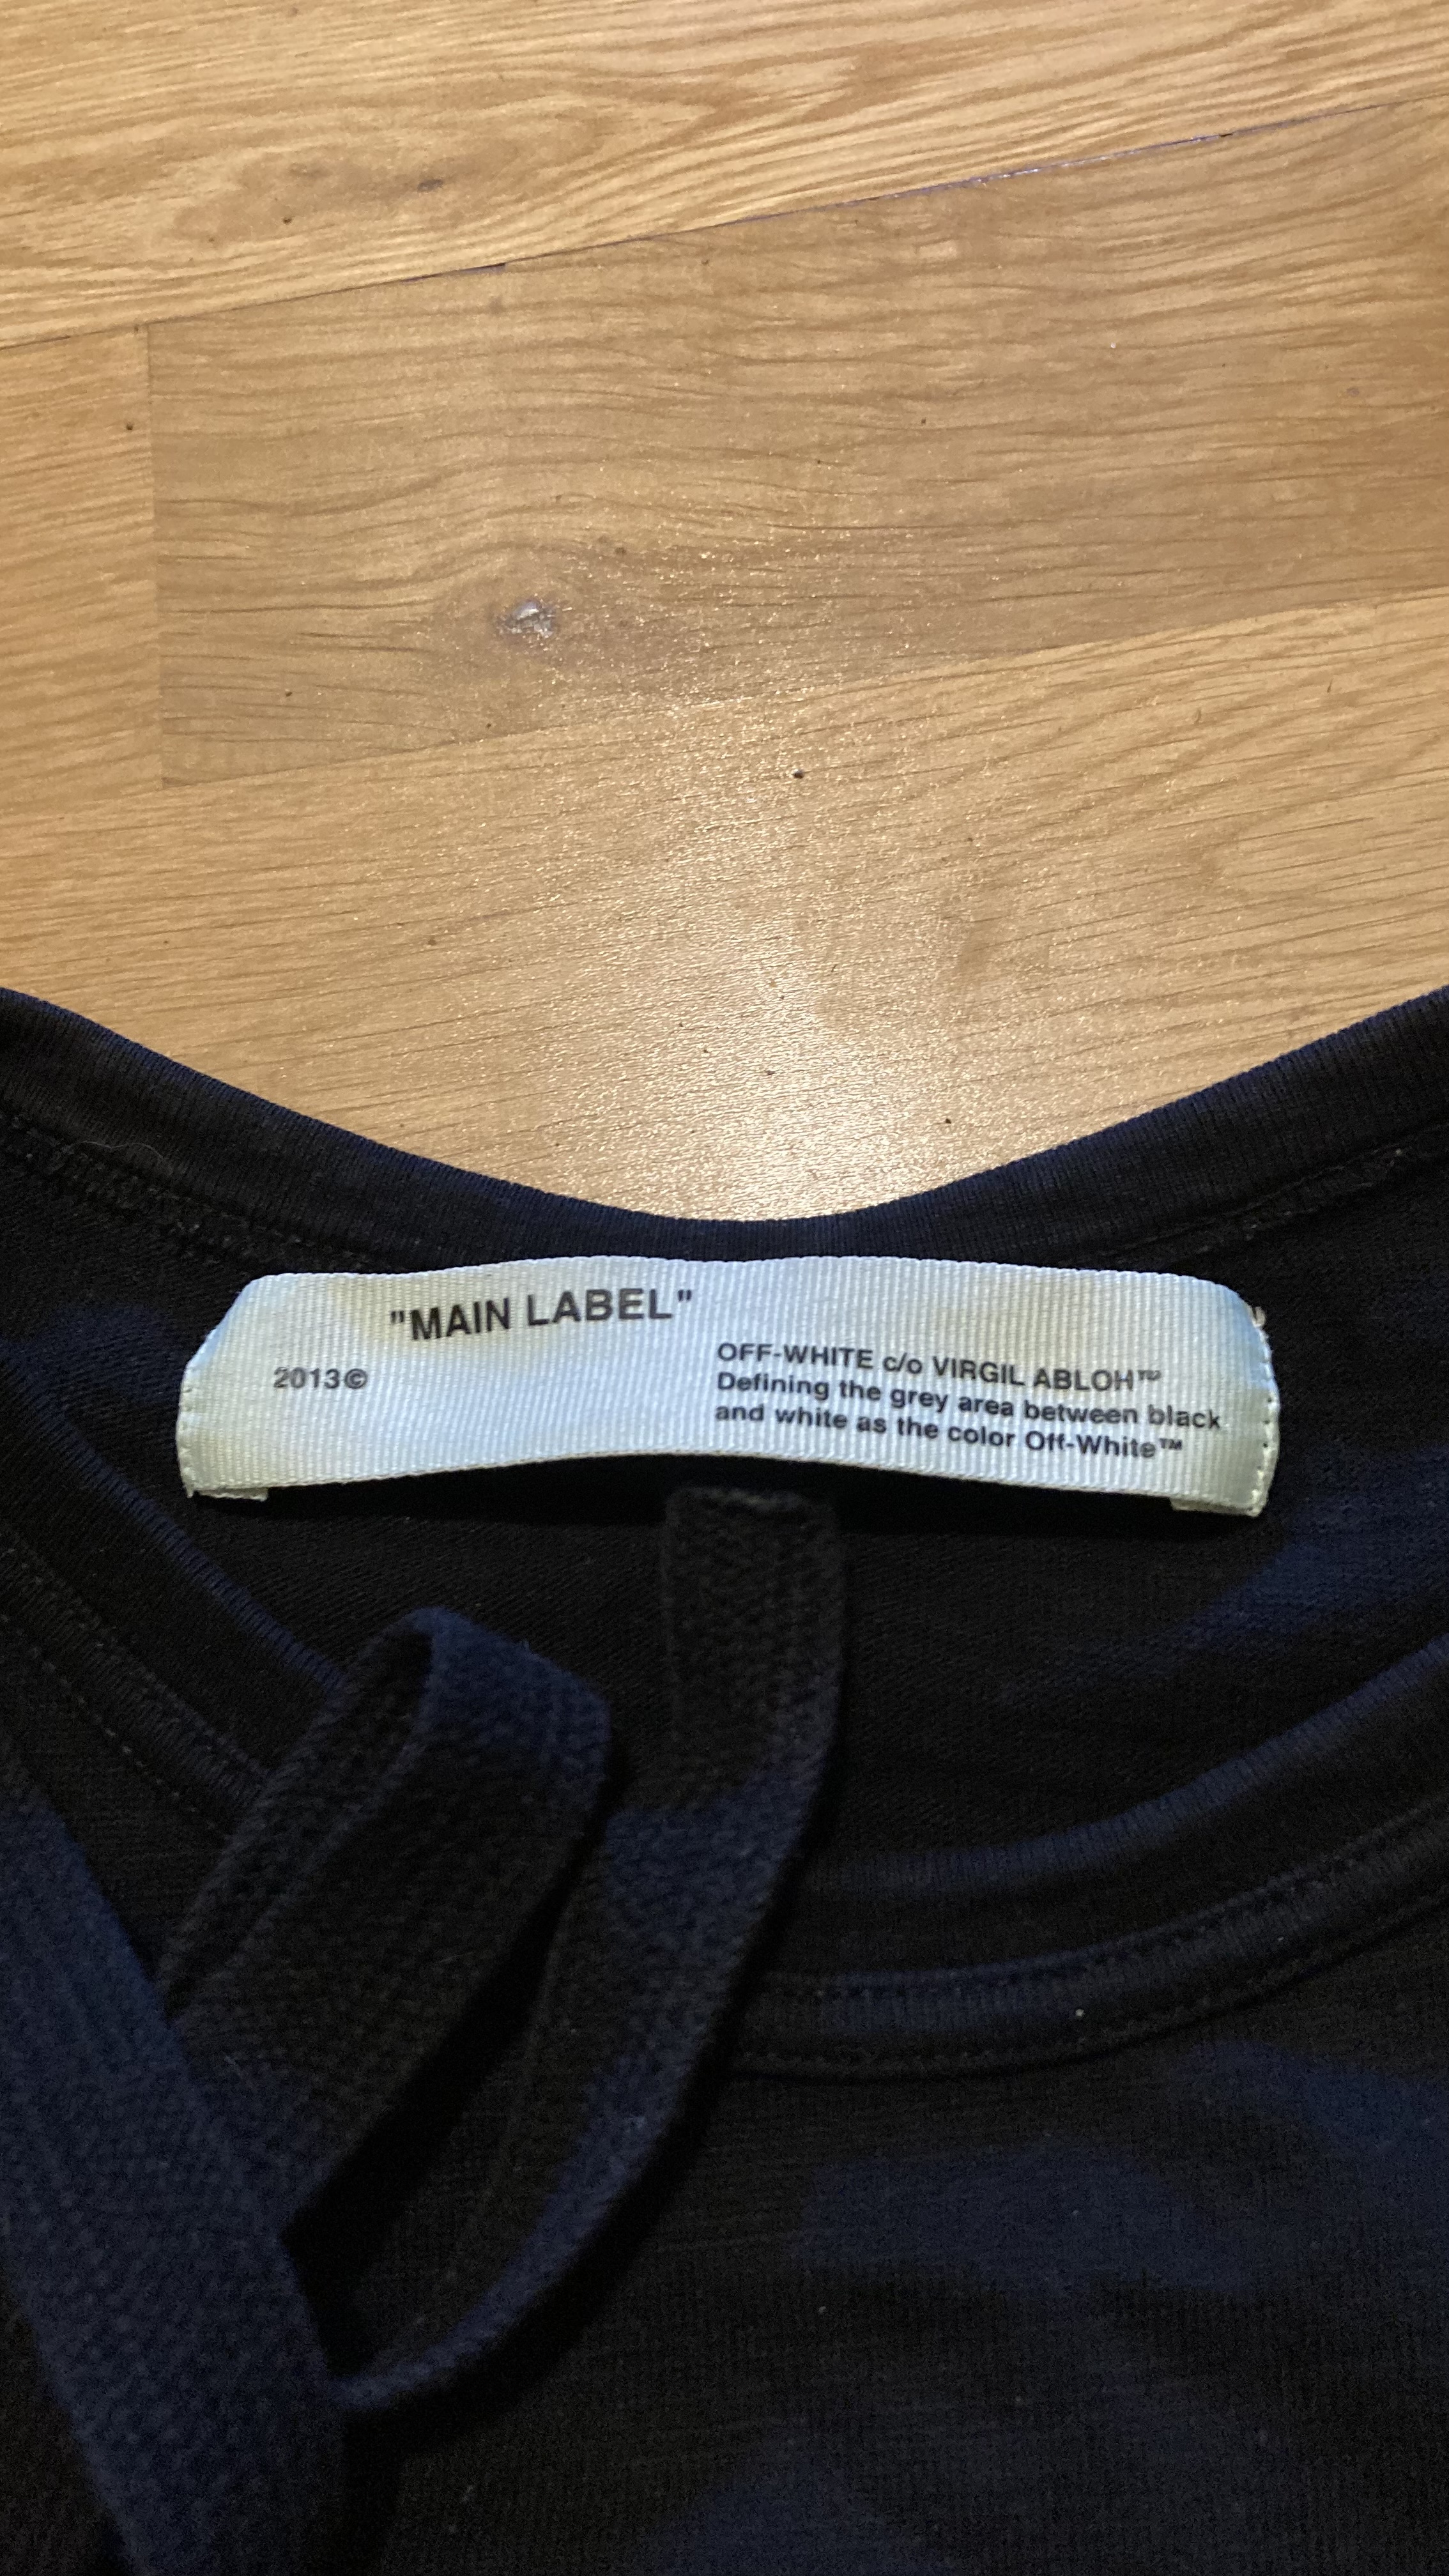 "MAIN LABEL"
2013©
OFF-WHITE c/o VIRGIL ABLOH™
Defining the grey area between black
and white as the color Off-White™